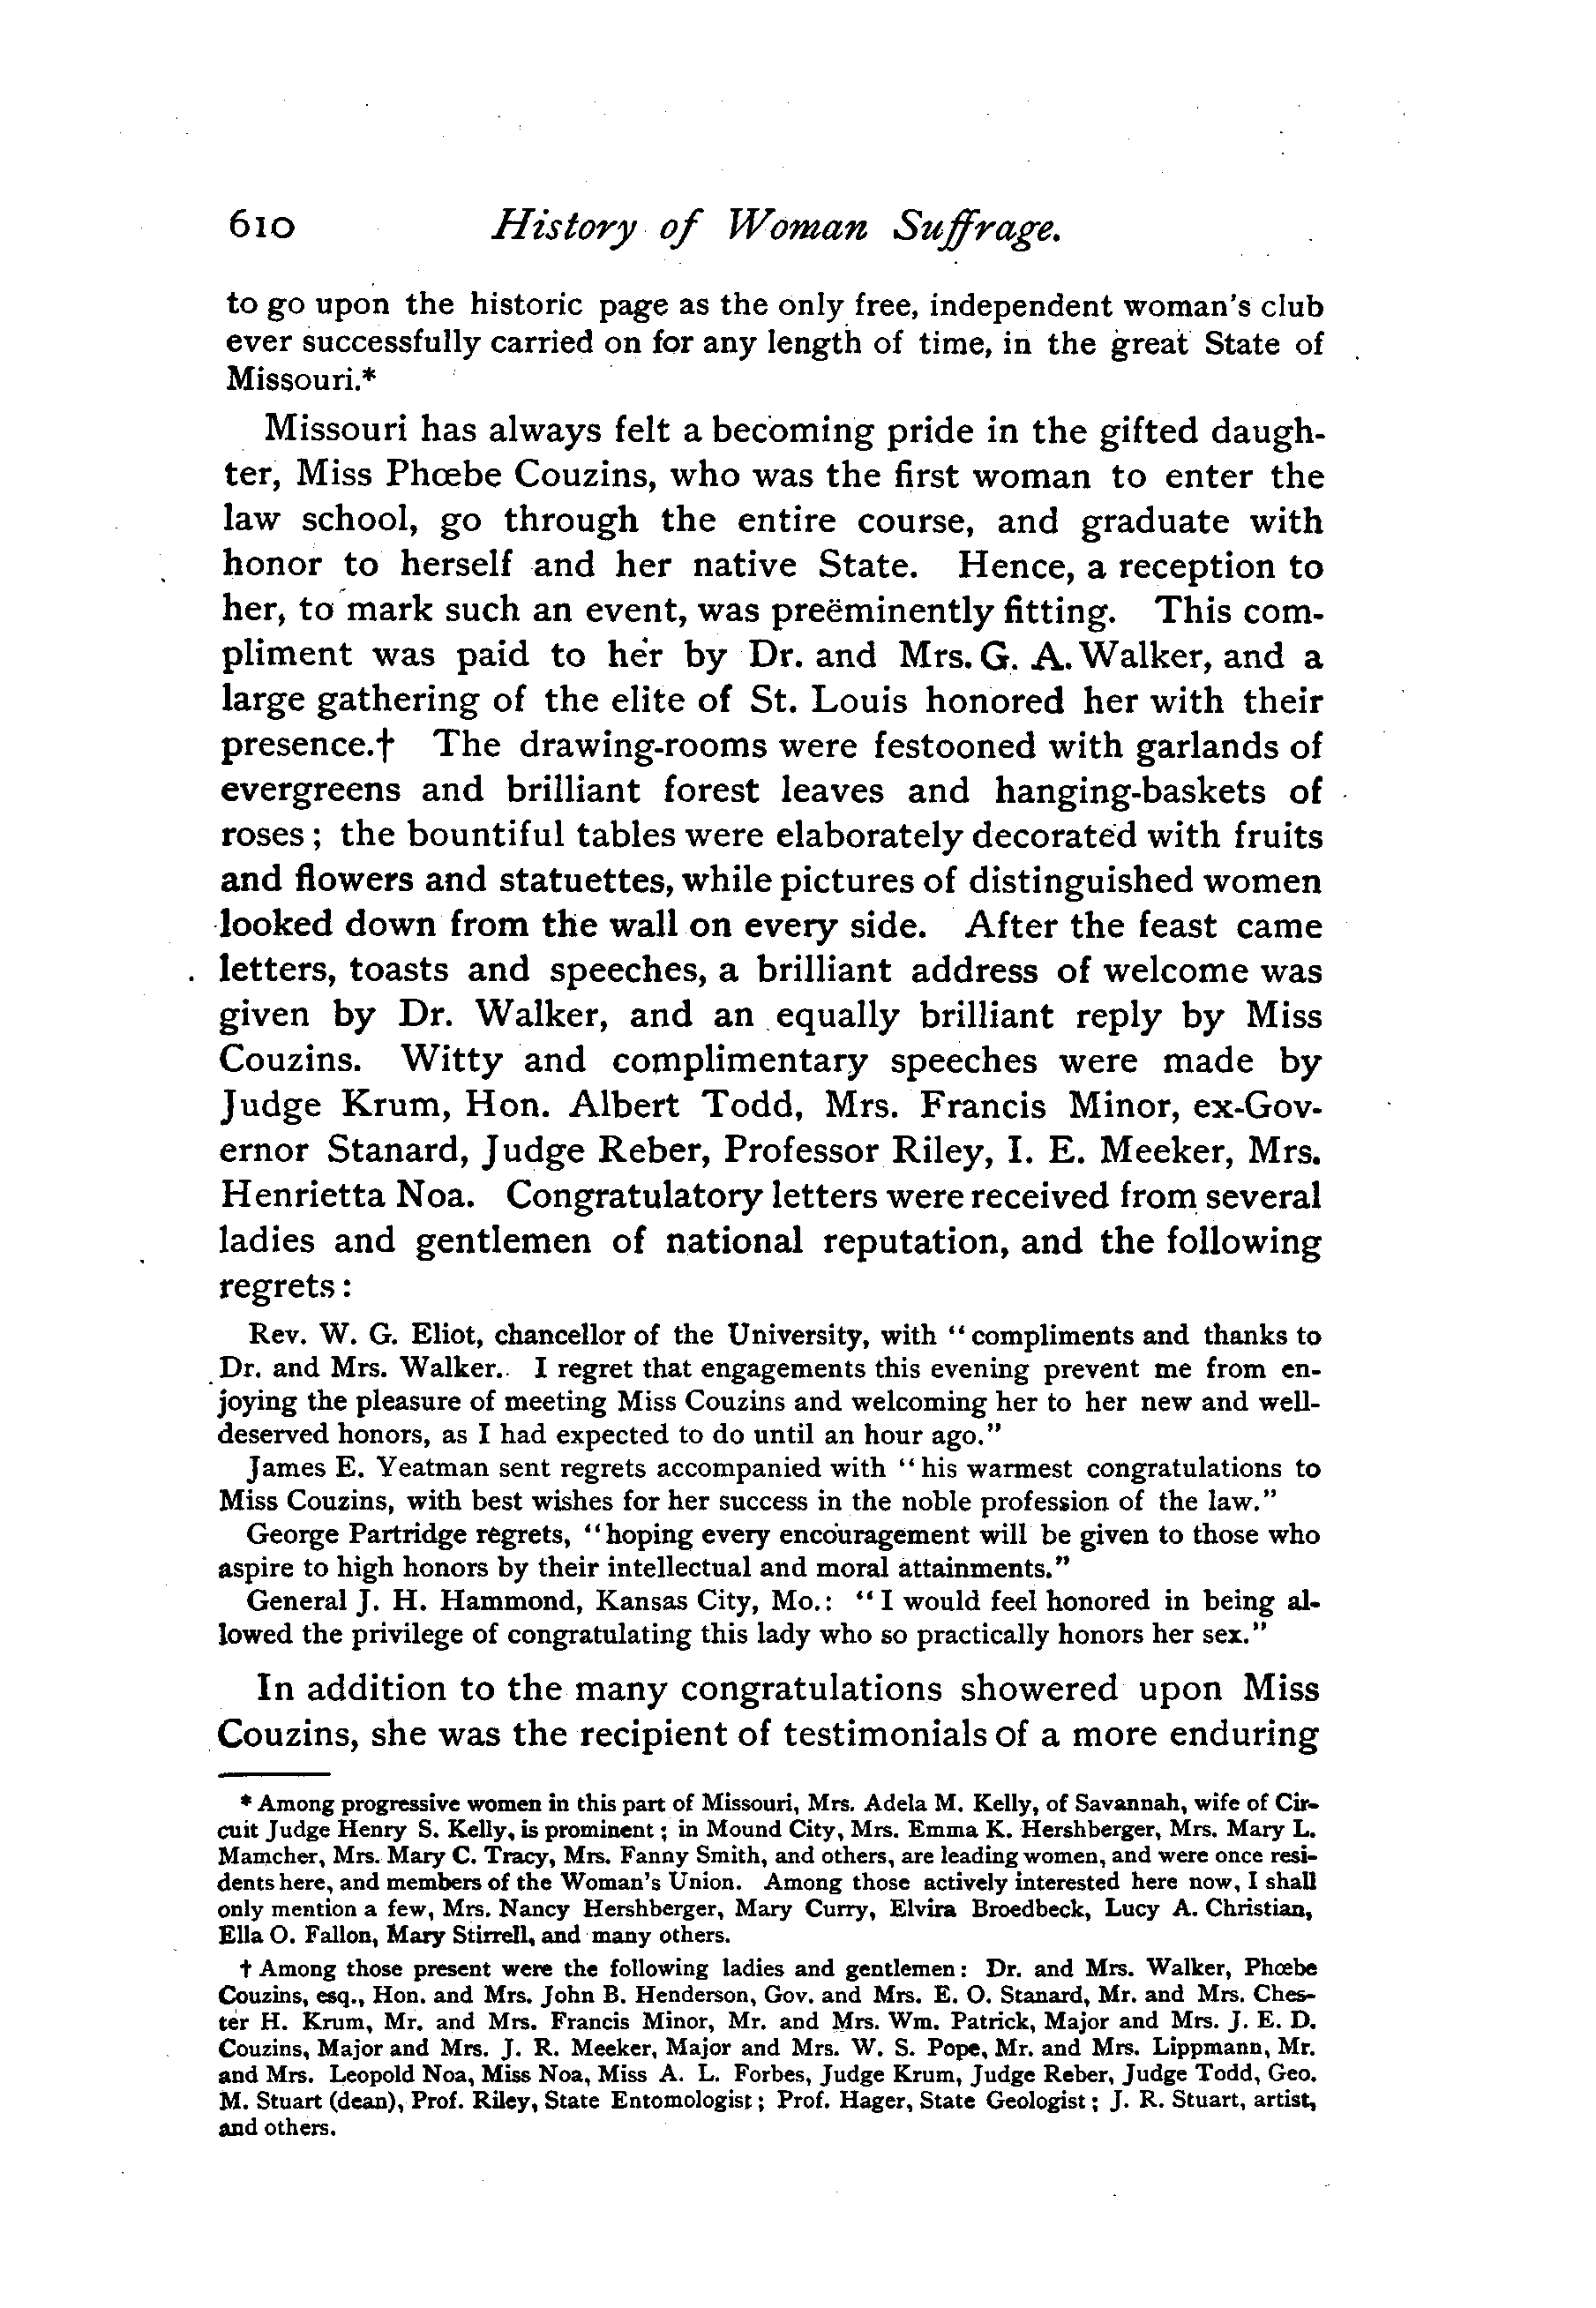 610 History of Woman Suffrage.
to go upon the historic page as the only free, independent woman's club
ever successfully carried on for any length of time, in the great State of
Missouri.*
Missouri has always felt a becoming pride in the gifted daugh-
ter, Miss Phœbe Couzins, who was the first woman to enter the
law school, go through the entire course, and graduate with
honor to herself and her native State. Hence, a reception to
her, to mark such an event, was preëminently fitting. This com-
pliment was paid to her by Dr. and Mrs. G. A. Walker, and a
large gathering of the elite of St. Louis honored her with their
presence.† The drawing-rooms were festooned with garlands of
evergreens and brilliant forest leaves and hanging-baskets of
roses; the bountiful tables were elaborately decorated with fruits
and flowers and statuettes, while pictures of distinguished women
looked down from the wall on every side. After the feast came
letters, toasts and speeches, a brilliant address of welcome was
given by Dr. Walker, and an equally brilliant reply by Miss
Couzins. Witty and complimentary speeches were made by
Judge Krum, Hon. Albert Todd, Mrs. Francis Minor, ex-Gov-
ernor Stanard, Judge Reber, Professor Riley, I. E. Meeker, Mrs.
Henrietta Noa. Congratulatory letters were received from several
ladies and gentlemen of national reputation, and the following
regrets:
Rev. W. G. Eliot, chancellor of the University, with "compliments and thanks to
Dr. and Mrs. Walker. I regret that engagements this evening prevent me from en-
joying the pleasure of meeting Miss Couzins and welcoming her to her new and well-
deserved honors, as I had expected to do until an hour ago."
James E. Yeatman sent regrets accompanied with "his warmest congratulations to
Miss Couzins, with best wishes for her success in the noble profession of the law."
George Partridge regrets, "hoping every encouragement will be given to those who
aspire to high honors by their intellectual and moral attainments."
General J. H. Hammond, Kansas City, Mo.: "I would feel honored in being al-
lowed the privilege of congratulating this lady who so practically honors her sex."
In addition to the many congratulations showered upon Miss
Couzins, she was the recipient of testimonials of a more enduring
* Among progressive women in this part of Missouri, Mrs. Adela M. Kelly, of Savannah, wife of Cir-
cuit Judge Henry S. Kelly, is prominent; in Mound City, Mrs. Emma K. Hershberger, Mrs. Mary L.
Mamcher, Mrs. Mary C. Tracy, Mrs. Fanny Smith, and others, are leading women, and were once resi-
dents here, and members of the Woman's Union. Among those actively interested here now, I shall
only mention a few, Mrs. Nancy Hershberger, Mary Curry, Elvira Broedbeck, Lucy A. Christian,
Ella O. Fallon, Mary Stirrell, and many others.
† Among those present were the following ladies and gentlemen: Dr. and Mrs. Walker, Phœbe
Couzins, esq., Hon. and Mrs. John B. Henderson, Gov. and Mrs. E. O. Stanard, Mr. and Mrs. Ches-
ter H. Krum, Mr. and Mrs. Francis Minor, Mr. and Mrs. Wm. Patrick, Major and Mrs. J. E. D.
Couzins, Major and Mrs. J. R. Meeker, Major and Mrs. W. S. Pope, Mr. and Mrs. Lippmann, Mr.
and Mrs. Leopold Noa, Miss Noa, Miss A. L. Forbes, Judge Krum, Judge Reber, Judge Todd, Geo.
M. Stuart (dean), Prof. Riley, State Entomologist; Prof. Hager, State Geologist; J. R. Stuart, artist,
and others.